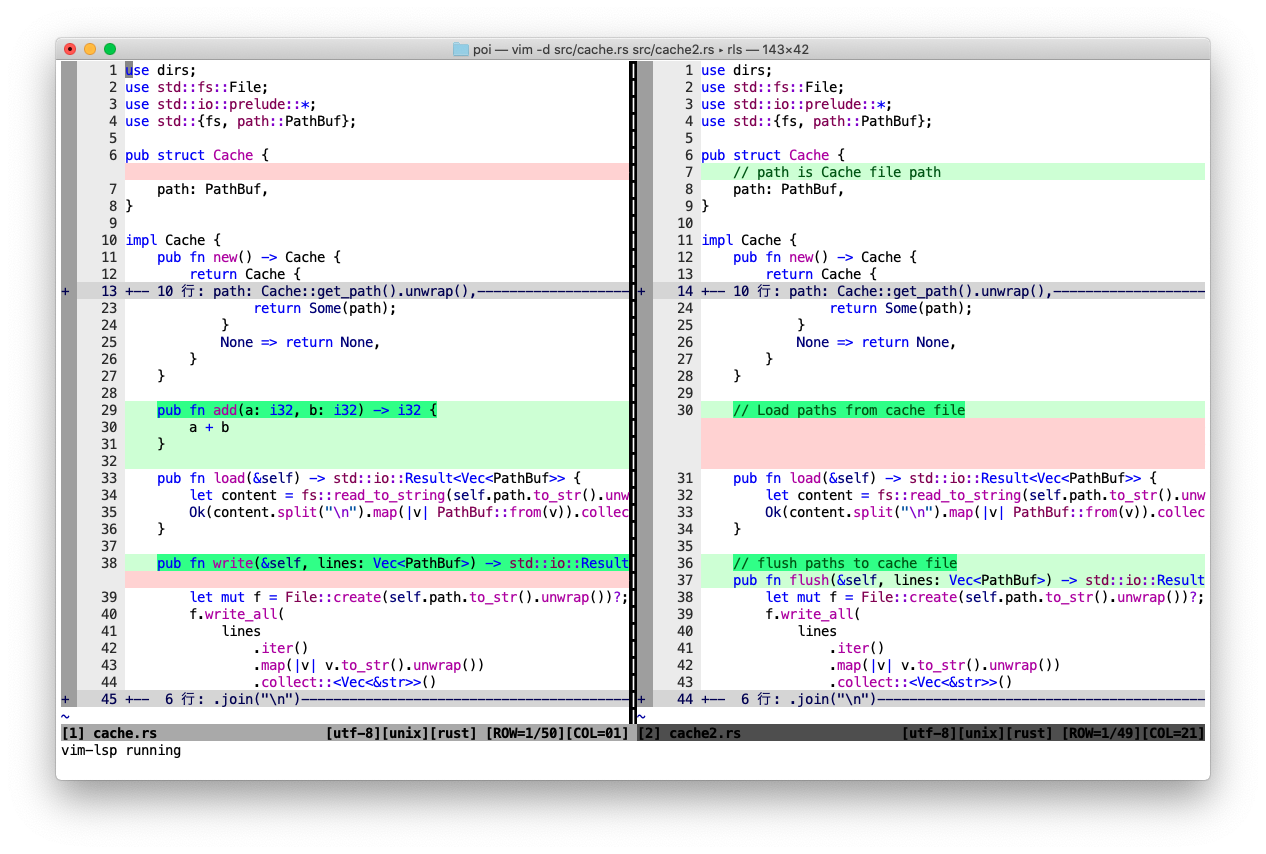 poi — vim -d src/cache.rs src/cache2.rs ▸ rls — 143×42
1 use dirs;
2 use std::fs::File;
3 use std::io::prelude::*;
4 use std::{fs, path::PathBuf};
5
6 pub struct Cache {
7     path: PathBuf,
8 }
9
10 impl Cache {
11     pub fn new() -> Cache {
12         return Cache {
+ 13 +-- 10 行: path: Cache::get_path().unwrap(),
23                 return Some(path);
24             }
25             None => return None,
26         }
27     }
28
29     pub fn add(a: i32, b: i32) -> i32 {
30         a + b
31     }
32
33     pub fn load(&self) -> std::io::Result<Vec<PathBuf>> {
34         let content = fs::read_to_string(self.path.to_str().unw
35         Ok(content.split("\n").map(|v| PathBuf::from(v)).collec
36     }
37
38     pub fn write(&self, lines: Vec<PathBuf>) -> std::io::Result
39         let mut f = File::create(self.path.to_str().unwrap())?;
40         f.write_all(
41             lines
42                 .iter()
43                 .map(|v| v.to_str().unwrap())
44                 .collect::<Vec<&str>>()
+ 45 +--  6 行: .join("\n")
~
[1] cache.rs [utf-8][unix][rust] [ROW=1/50][COL=01]
1 use dirs;
2 use std::fs::File;
3 use std::io::prelude::*;
4 use std::{fs, path::PathBuf};
5
6 pub struct Cache {
7     // path is Cache file path
8     path: PathBuf,
9 }
10
11 impl Cache {
12     pub fn new() -> Cache {
13         return Cache {
+ 14 +-- 10 行: path: Cache::get_path().unwrap(),
24                 return Some(path);
25             }
26             None => return None,
27         }
28     }
29
30     // Load paths from cache file
31     pub fn load(&self) -> std::io::Result<Vec<PathBuf>> {
32         let content = fs::read_to_string(self.path.to_str().unw
33         Ok(content.split("\n").map(|v| PathBuf::from(v)).collec
34     }
35
36     // flush paths to cache file
37     pub fn flush(&self, lines: Vec<PathBuf>) -> std::io::Result
38         let mut f = File::create(self.path.to_str().unwrap())?;
39         f.write_all(
40             lines
41                 .iter()
42                 .map(|v| v.to_str().unwrap())
43                 .collect::<Vec<&str>>()
+ 44 +--  6 行: .join("\n")
~
[2] cache2.rs [utf-8][unix][rust] [ROW=1/49][COL=21]
vim-lsp running